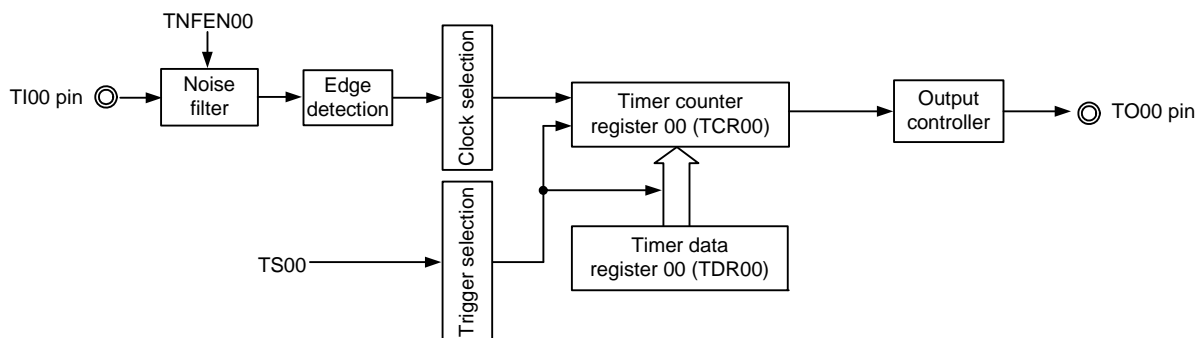 TNFEN00
TI00 pin
Noise
filter
Edge
detection
Clock selection
Timer counter
register 00 (TCR00)
Output
controller
TO00 pin
TS00
Trigger selection
Timer data
register 00 (TDR00)